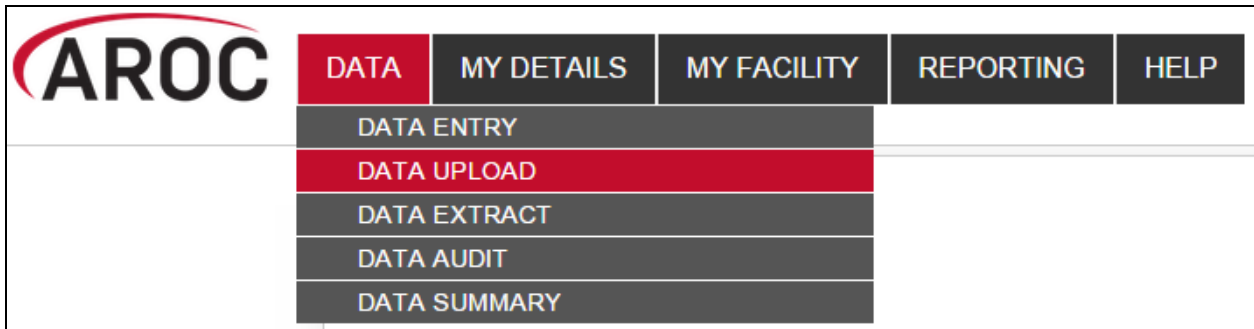 AROC DATA MY DETAILS MY FACILITY REPORTING HELP
DATA ENTRY
DATA UPLOAD
DATA EXTRACT
DATA AUDIT
DATA SUMMARY